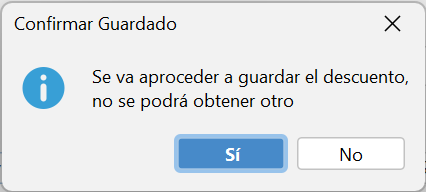 Confirmar Guardado
Se va aproceder a guardar el descuento,
no se podrá obtener otro
Sí
No